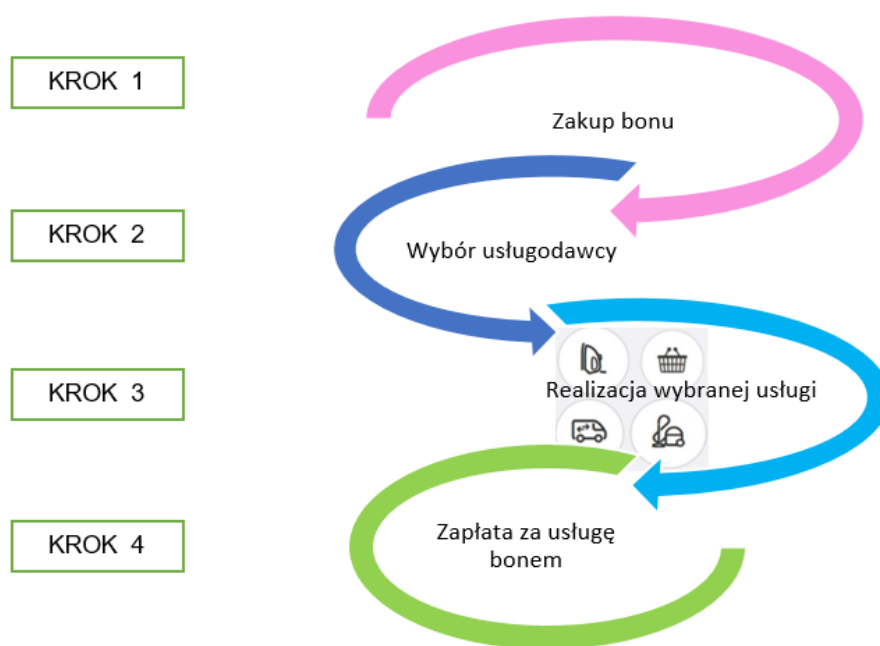 KROK 1
Zakup bonu
KROK 2
Wybór usługodawcy
KROK 3
Realizacja wybranej usługi
KROK 4
Zapłata za usługę
bonem